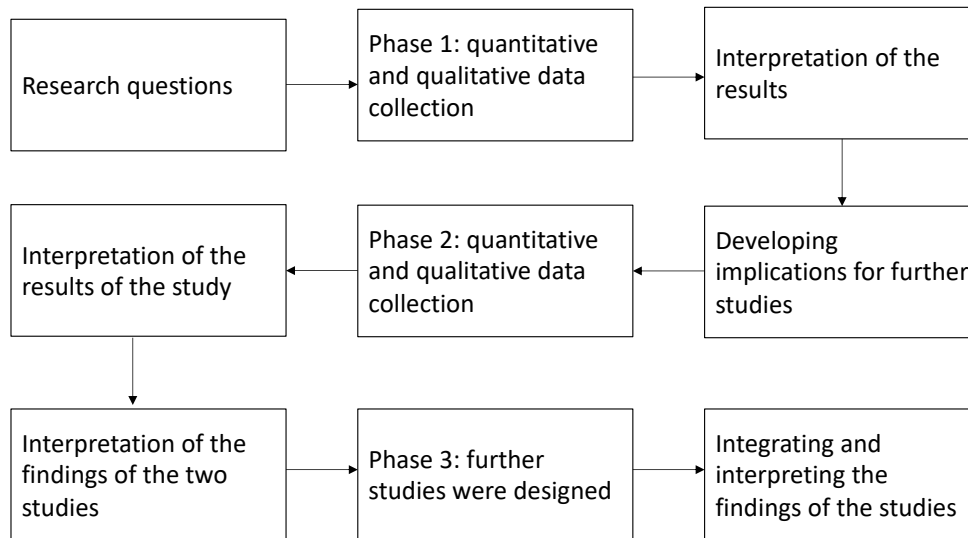 Research questions
Phase 1: quantitative
and qualitative data
collection
Interpretation of the
results
Developing
implications for further
studies
Phase 2: quantitative
and qualitative data
collection
Interpretation of the
results of the study
Interpretation of the
findings of the two
studies
Phase 3: further
studies were designed
Integrating and
interpreting the
findings of the studies